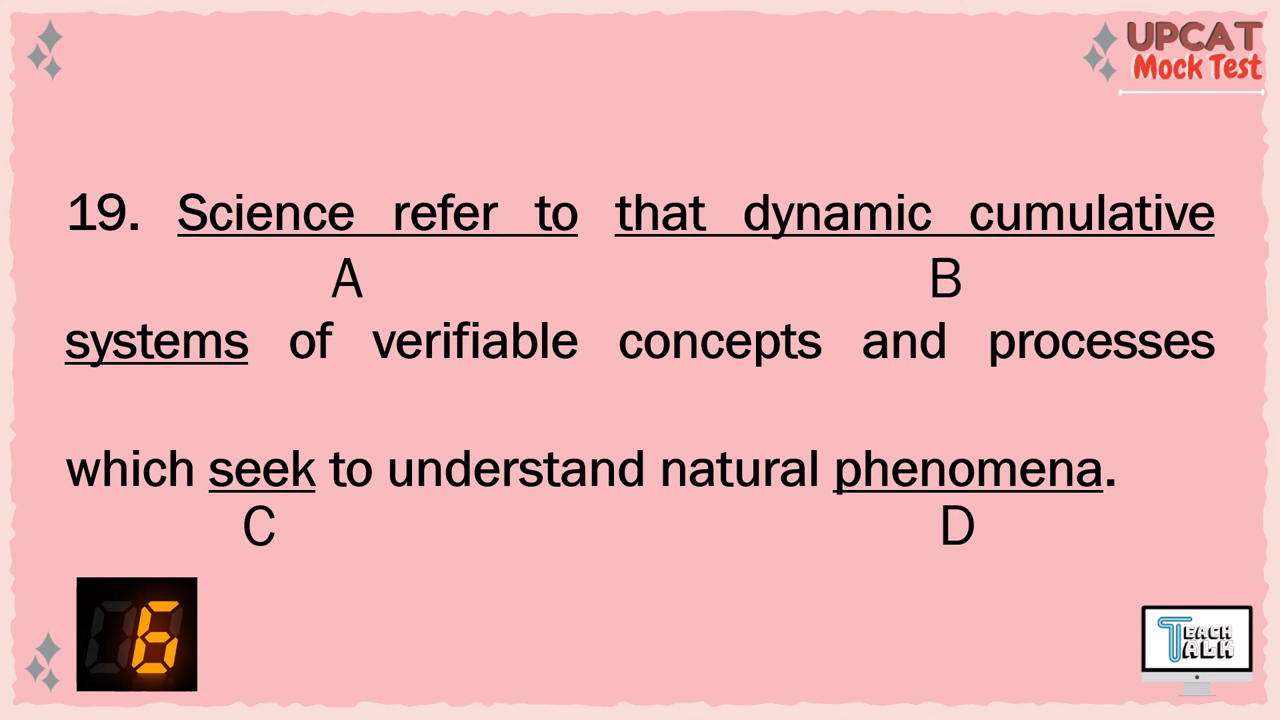 UPCAT
Mock Test
19. Science refer to that dynamic cumulative
A B
systems of verifiable concepts and processes
which seek to understand natural phenomena.
C D
6
TEACH
TALK